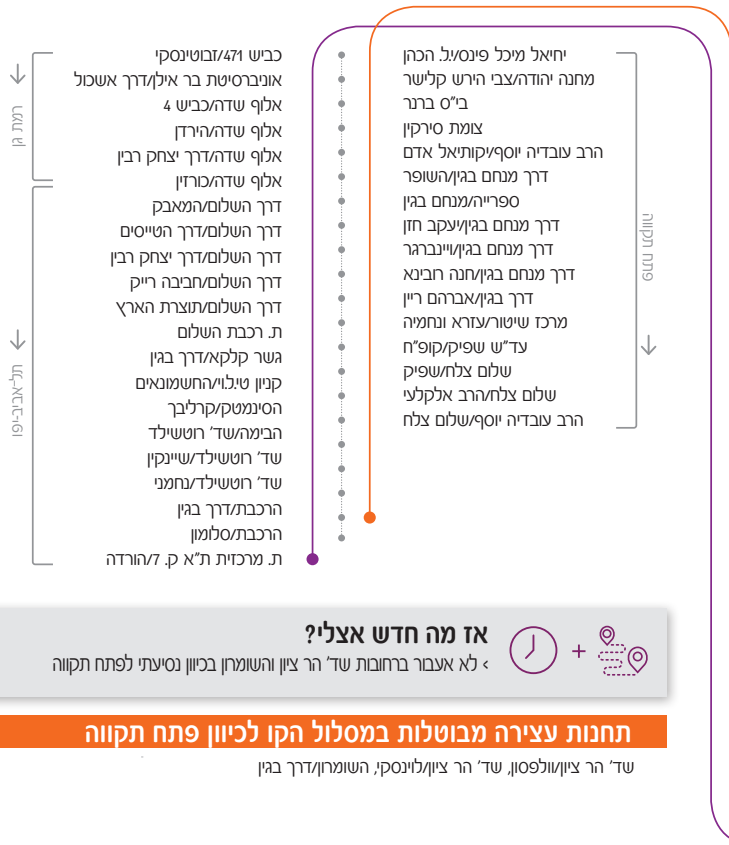 יחיאל מיכל פינס/י.ל. הכהן
מחנה יהודה/צבי הירש קלישר
בי"ס ברנר
צומת סירקין
הרב עובדיה יוסף/יקותיאל אדם
דרך מנחם בגין/השופר
ספרייה/מנחם בגין
דרך מנחם בגין/יעקב חזן
דרך מנחם בגין/ויינברגר
דרך מנחם בגין/חנה רובינא
דרך בגין/אברהם ריין
מרכז שיטור/עזרא ונחמיה
עד"ש שפיק/קופ"ח
שלום צלח/שפיק
שלום צלח/הרב אלקלעי
הרב עובדיה יוסף/שלום צלח
פתח תקווה
כביש 471/זבוטינסקי
אוניברסיטת בר אילן/דרך אשכול
אלוף שדה/כביש 4
אלוף שדה/הירדן
אלוף שדה/דרך יצחק רבין
אלוף שדה/כורזין
דרך השלום/המאבק
דרך השלום/דרך הטייסים
דרך השלום/דרך יצחק רבין
דרך השלום/חביבה רייק
דרך השלום/תוצרת הארץ
ת. רכבת השלום
גשר קלקא/דרך בגין
קניון טי.ל.וי/החשמונאים
הסינמטק/קרליבך
הבימה/שד' רוטשילד
שד' רוטשילד/שיינקין
שד' רוטשילד/נחמני
הרכבת/דרך בגין
הרכבת/סלומון
ת. מרכזית ת"א ק. 7/הורדה
רמת גן
תל-אביב-יפו
אז מה חדש אצלי?
› לא אעבור ברחובות שד' הר ציון והשומרון בכיוון נסיעתי לפתח תקווה
תחנות עצירה מבוטלות במסלול הקו לכיוון פתח תקווה
שד' הר ציון/וולפסון, שד' הר ציון/לוינסקי, השומרון/דרך בגין